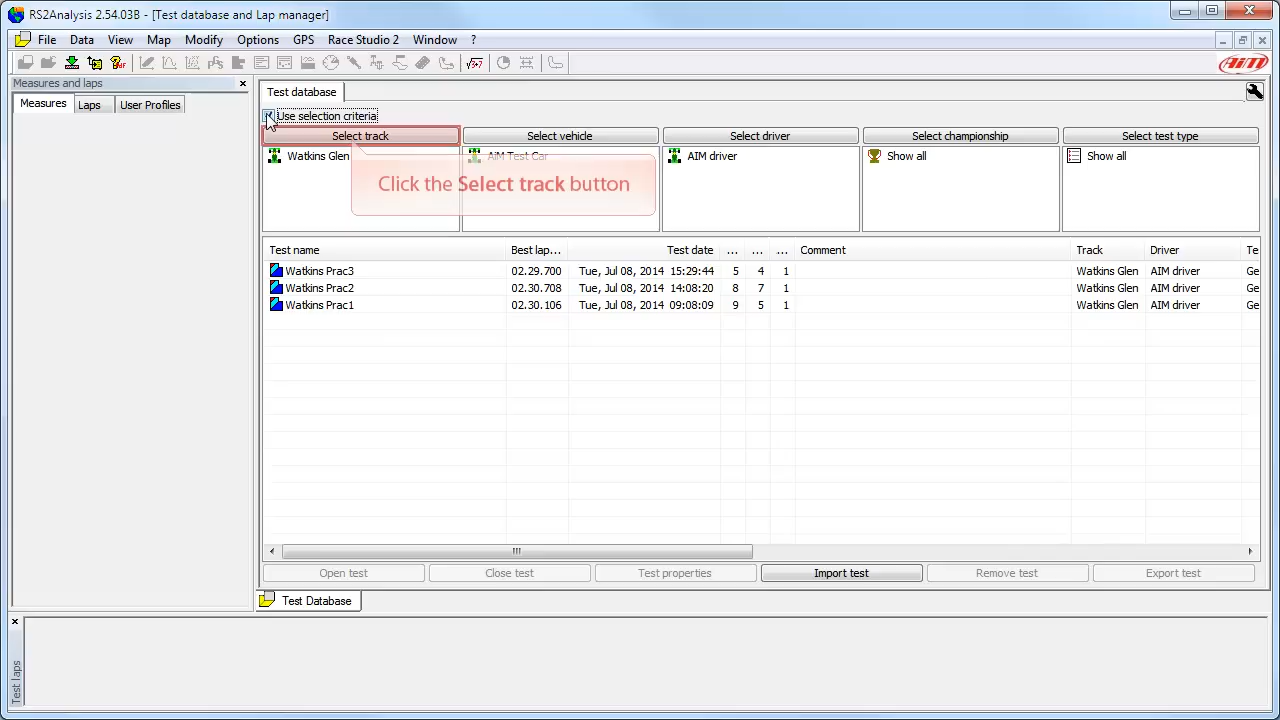 RS2Analysis 2.54.03B - [Test database and Lap manager]
File Data View Map Modify Options GPS Race Studio 2 Window ?
AiM
Measures and laps
Measures Laps User Profiles
Test database
Use selection criteria
Select track Select vehicle Select driver Select championship Select test type
Watkins Glen AIM Test Car AIM driver Show all Show all
Click the Select track button
Test name Best lap... Test date ... ... ... Comment Track Driver Te
Watkins Prac3 02.29.700 Tue, Jul 08, 2014 15:29:44 5 4 1 Watkins Glen AIM driver Ge
Watkins Prac2 02.30.708 Tue, Jul 08, 2014 14:08:20 8 7 1 Watkins Glen AIM driver Ge
Watkins Prac1 02.30.106 Tue, Jul 08, 2014 09:08:09 9 5 1 Watkins Glen AIM driver Ge
Open test Close test Test properties Import test Remove test Export test
Test Database
Test laps